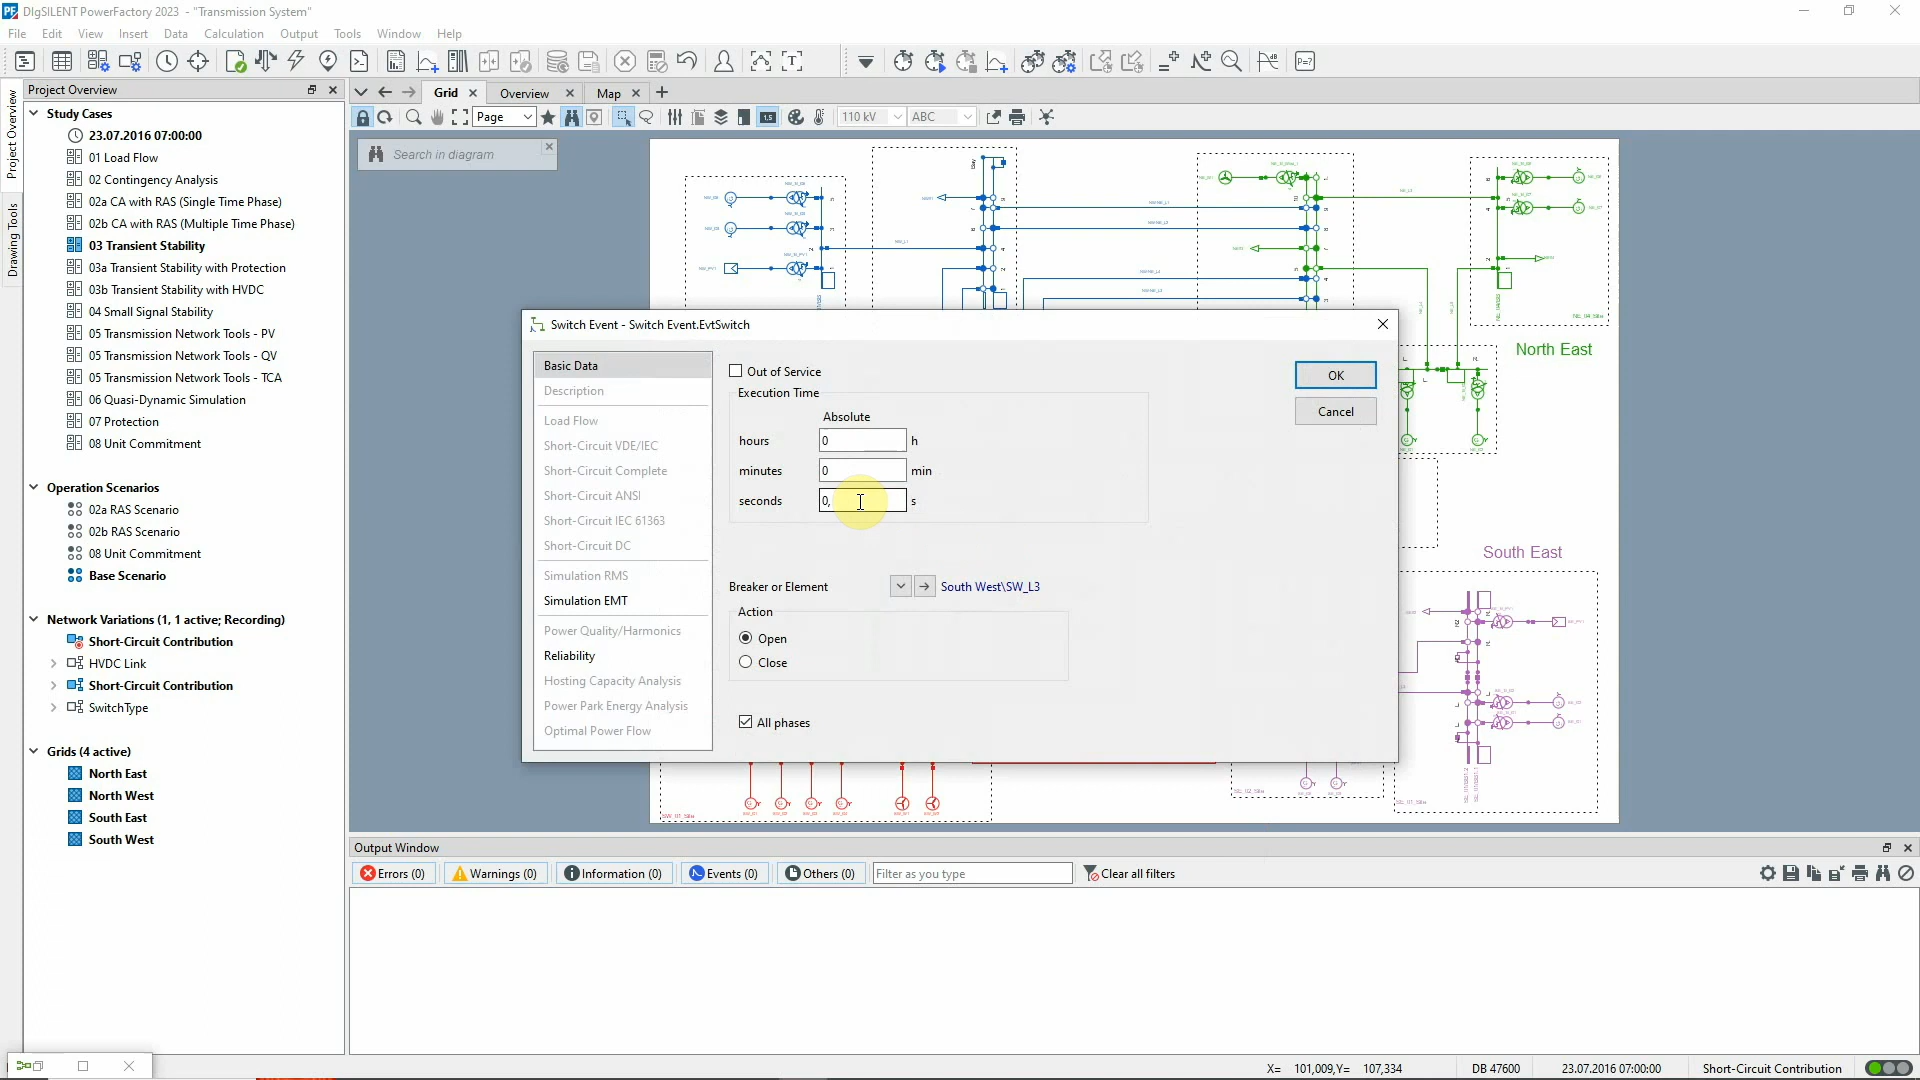 DIgSILENT PowerFactory 2023 - "Transmission System"
File Edit View Insert Data Calculation Output Tools Window Help
Project Overview
Grid
Overview
Map
Page
110 kV
ABC
Project Overview
Drawing Tools
Study Cases
23.07.2016 07:00:00
01 Load Flow
02 Contingency Analysis
02a CA with RAS (Single Time Phase)
02b CA with RAS (Multiple Time Phase)
03 Transient Stability
03a Transient Stability with Protection
03b Transient Stability with HVDC
04 Small Signal Stability
05 Transmission Network Tools - PV
05 Transmission Network Tools - QV
05 Transmission Network Tools - TCA
06 Quasi-Dynamic Simulation
07 Protection
08 Unit Commitment
Operation Scenarios
02a RAS Scenario
02b RAS Scenario
08 Unit Commitment
Base Scenario
Network Variations (1, 1 active; Recording)
Short-Circuit Contribution
HVDC Link
Short-Circuit Contribution
SwitchType
Grids (4 active)
North East
North West
South East
South West
Search in diagram
North East
South East
Switch Event - Switch Event.EvtSwitch
Basic Data
Description
Load Flow
Short-Circuit VDE/IEC
Short-Circuit Complete
Short-Circuit ANSI
Short-Circuit IEC 61363
Short-Circuit DC
Simulation RMS
Simulation EMT
Power Quality/Harmonics
Reliability
Hosting Capacity Analysis
Power Park Energy Analysis
Optimal Power Flow
Out of Service
Execution Time
Absolute
hours 0 h
minutes 0 min
seconds 0, s
Breaker or Element South West\SW_L3
Action
Open
Close
All phases
OK
Cancel
Output Window
Errors (0) Warnings (0) Information (0) Events (0) Others (0) Filter as you type Clear all filters
X= 101,009,Y= 107,334 DB 47600 23.07.2016 07:00:00 Short-Circuit Contribution